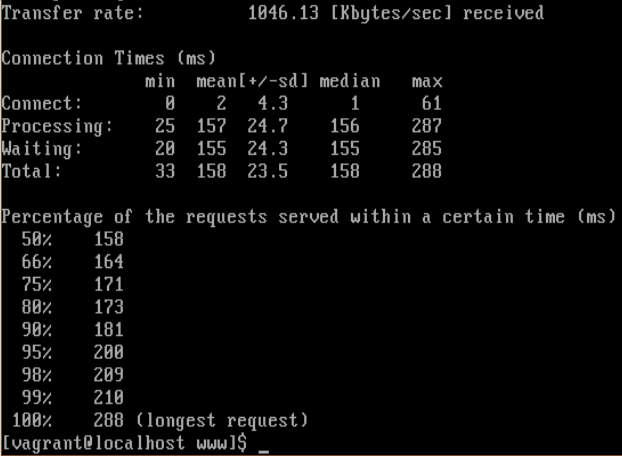 Transfer rate:          1046.13 [Kbytes/sec] received

Connection Times (ms)
              min  mean[+/-sd] median   max
Connect:        0    2   4.3      1      61
Processing:    25  157  24.7    156     287
Waiting:       20  155  24.3    155     285
Total:         33  158  23.5    158     288

Percentage of the requests served within a certain time (ms)
  50%    158
  66%    164
  75%    171
  80%    173
  90%    181
  95%    200
  98%    209
  99%    210
 100%    288 (longest request)
[vagrant@localhost www]$ _